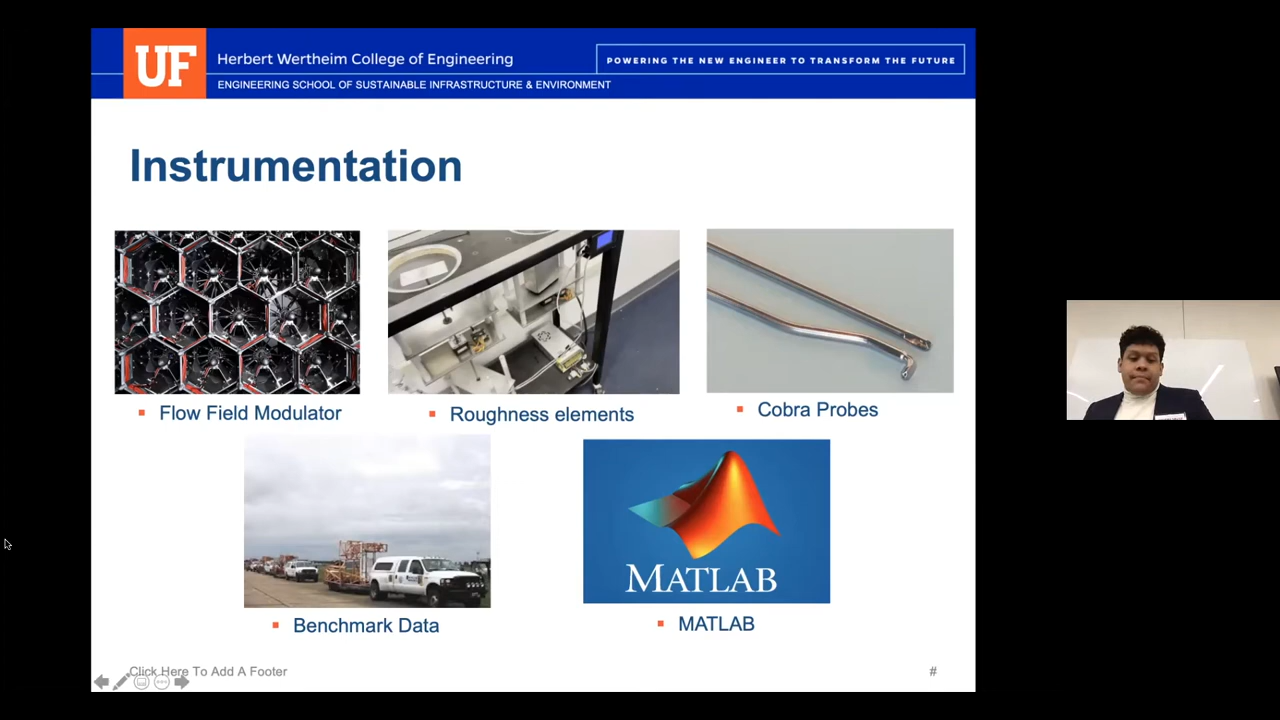 UF
Herbert Wertheim College of Engineering
POWERING THE NEW ENGINEER TO TRANSFORM THE FUTURE
ENGINEERING SCHOOL OF SUSTAINABLE INFRASTRUCTURE & ENVIRONMENT
Instrumentation
Flow Field Modulator
Roughness elements
Cobra Probes
MATLAB
Benchmark Data
MATLAB
Click Here To Add A Footer
#